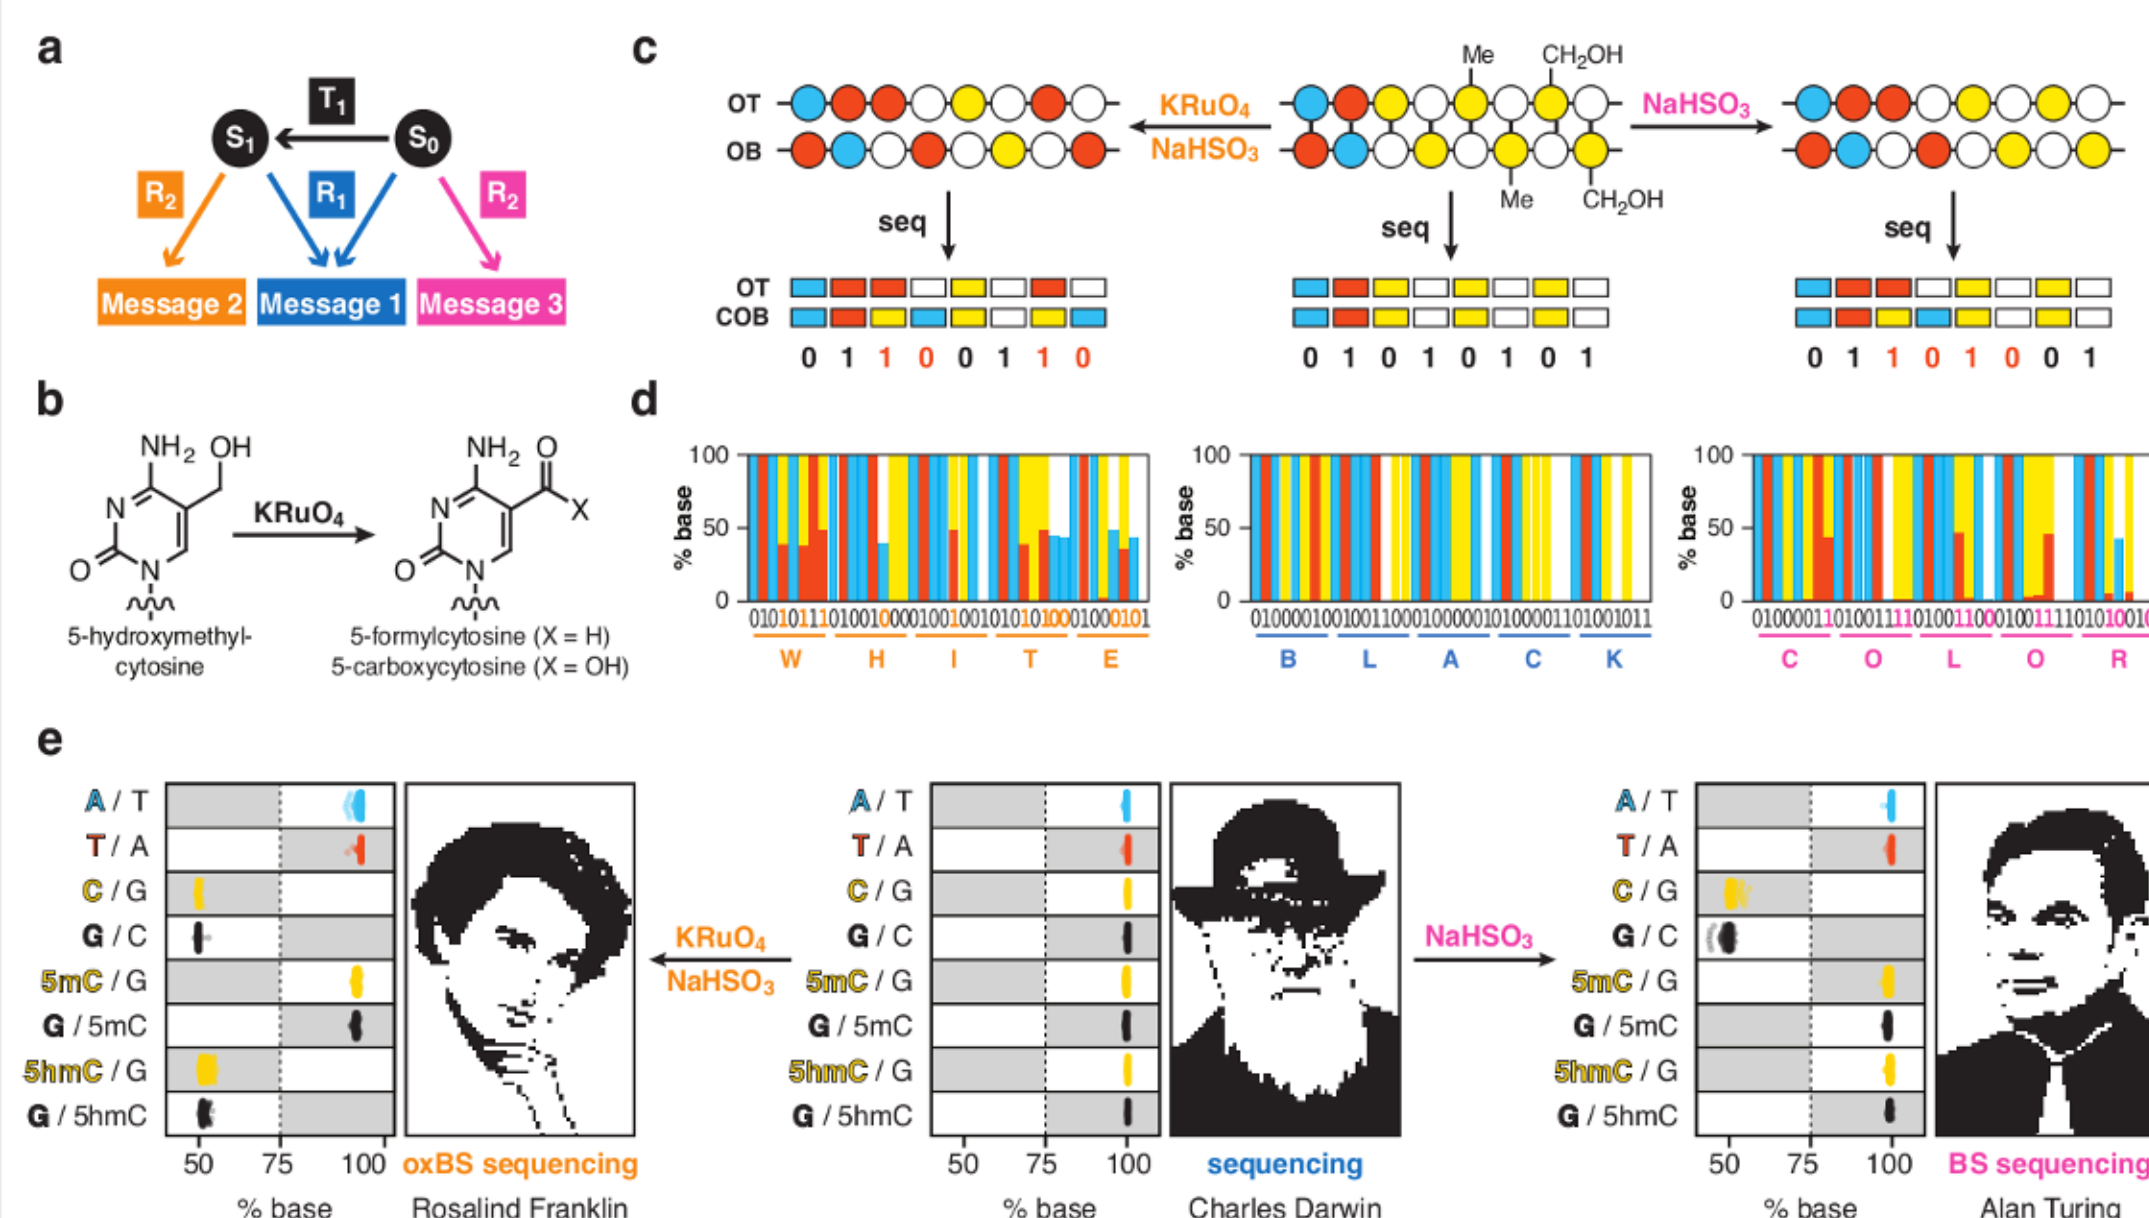 a
T1
S1
S0
R2
R1
R2
Message 2
Message 1
Message 3
b
NH2
OH
N
N
O
KRuO4
NH2
O
X
N
N
O
5-hydroxymethyl-
cytosine
5-formylcytosine (X = H)
5-carboxycytosine (X = OH)
c
OT
OB
KRuO4
NaHSO3
Me
CH2OH
Me
CH2OH
NaHSO3
seq
seq
seq
OT
COB
0 1 1 0 0 1 1 0
0 1 0 1 0 1 0 1
0 1 1 0 1 0 0 1
d
100
50
0
% base
0101011101001000010010010101010001000101
W H I T E
100
50
0
% base
0100001001001100010000010100001101001011
B L A C K
100
50
0
% base
C O L O R
e
A / T
T / A
C / G
G / C
5mC / G
G / 5mC
5hmC / G
G / 5hmC
50 75 100
% base
oxBS sequencing
Rosalind Franklin
KRuO4
NaHSO3
A / T
T / A
C / G
G / C
5mC / G
G / 5mC
5hmC / G
G / 5hmC
50 75 100
% base
sequencing
Charles Darwin
NaHSO3
A / T
T / A
C / G
G / C
5mC / G
G / 5mC
5hmC / G
G / 5hmC
50 75 100
% base
BS sequencing
Alan Turing